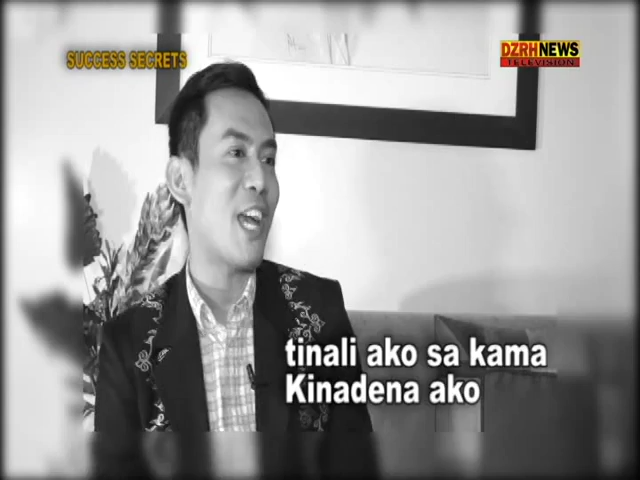 SUCCESS SECRETS
DZRH NEWS
TELEVISION
tinali ako sa kama
Kinadena ako